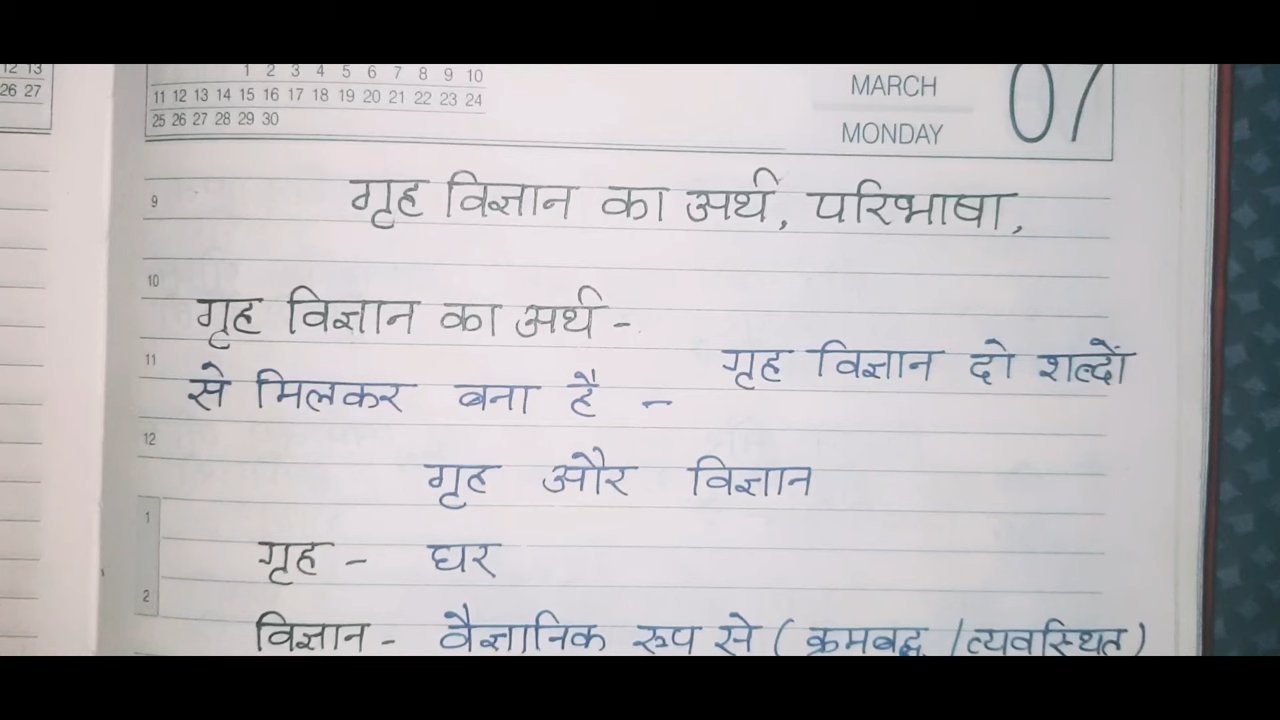 12 13
26 27
1 2 3 4 5 6 7 8 9 10
11 12 13 14 15 16 17 18 19 20 21 22 23 24
25 26 27 28 29 30
MARCH
MONDAY
07
9
गृह विज्ञान का अर्थ, परिभाषा,
10
गृह विज्ञान का अर्थ -
11
गृह विज्ञान दो शब्दों
से मिलकर बना है -
12
गृह और विज्ञान
1
गृह - घर
2
विज्ञान - वैज्ञानिक रूप से ( क्रमबद्ध / व्यवस्थित )